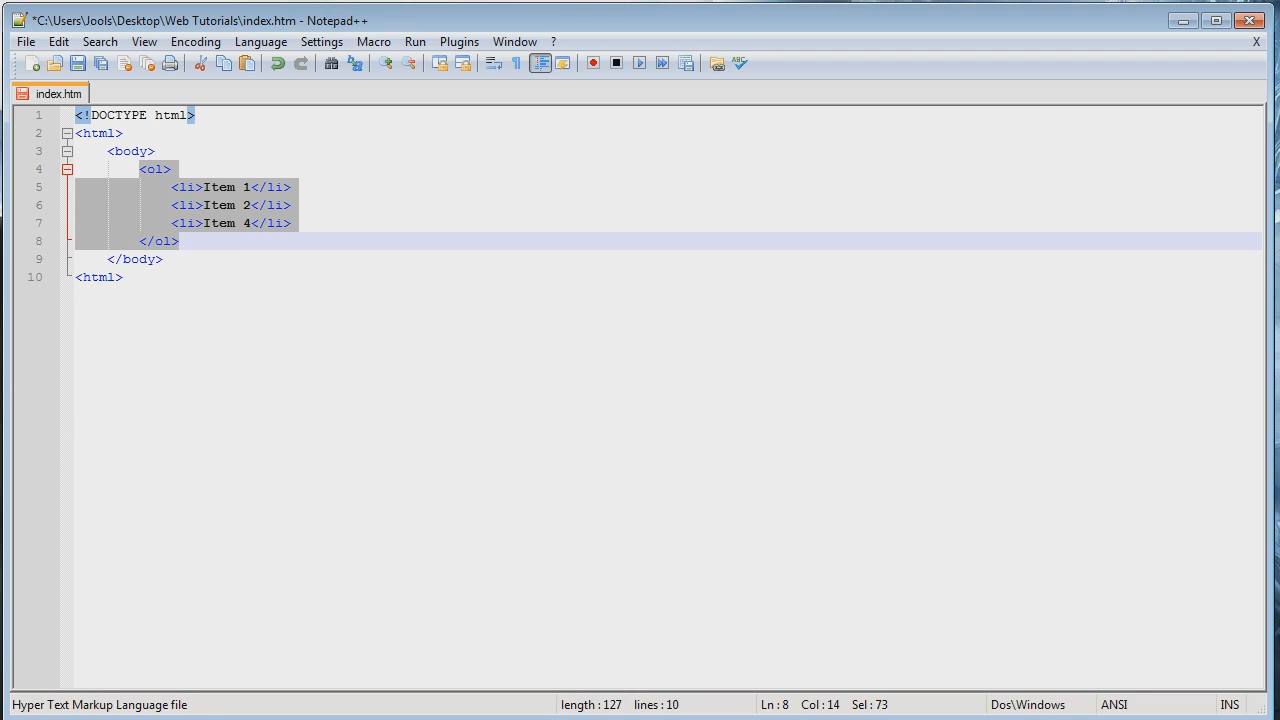 *C:\Users\Jools\Desktop\Web Tutorials\index.htm - Notepad++
File Edit Search View Encoding Language Settings Macro Run Plugins Window ? X
index.htm
1 <!DOCTYPE html>
2 <html>
3 <body>
4 <ol>
5 <li>Item 1</li>
6 <li>Item 2</li>
7 <li>Item 4</li>
8 </ol>
9 </body>
10 <html>
Hyper Text Markup Language file length : 127 lines : 10 Ln : 8 Col : 14 Sel : 73 Dos\Windows ANSI INS